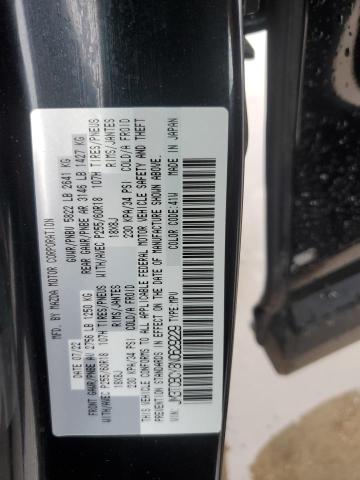 MFD. BY MAZDA MOTOR CORPORATION
DATE 07/22 GVWR/PNBV 5822 LB 2641 KG
FRONT GAWR/PNBE AV 2756 LB 1250 KG REAR GAWR/PNBE AR 3146 LB 1427 KG
WITH/AVEC P255/60R18 107H TIRES/PNEUS WITH/AVEC P255/60R18 107H TIRES/PNEUS
18X8J RIMS/JANTES 18X8J RIMS/JANTES
230 KPA/34 PSI COLD/A FROID 230 KPA/34 PSI COLD/A FROID
THIS VEHICLE CONFORMS TO ALL APPLICABLE FEDERAL MOTOR VEHICLE SAFETY AND THEFT
PREVENTION STANDARDS IN EFFECT ON THE DATE OF MANUFACTURE SHOWN ABOVE.
TYPE MPV COLOR-CODE:41W MADE IN JAPAN